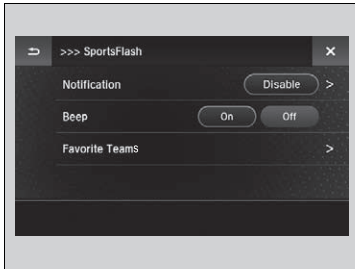 >>> SportsFlash
Notification Disable >
Beep On Off
Favorite Teams >